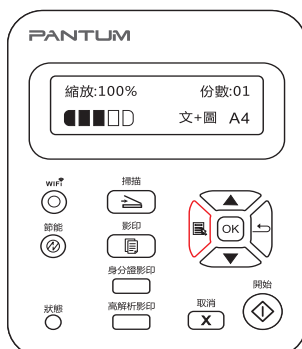 PANTUM
縮放:100% 份數:01
文+圖 A4
WiFi 掃描
節能 影印
OK
身分證影印
開始
狀態 高解析影印 取消
X